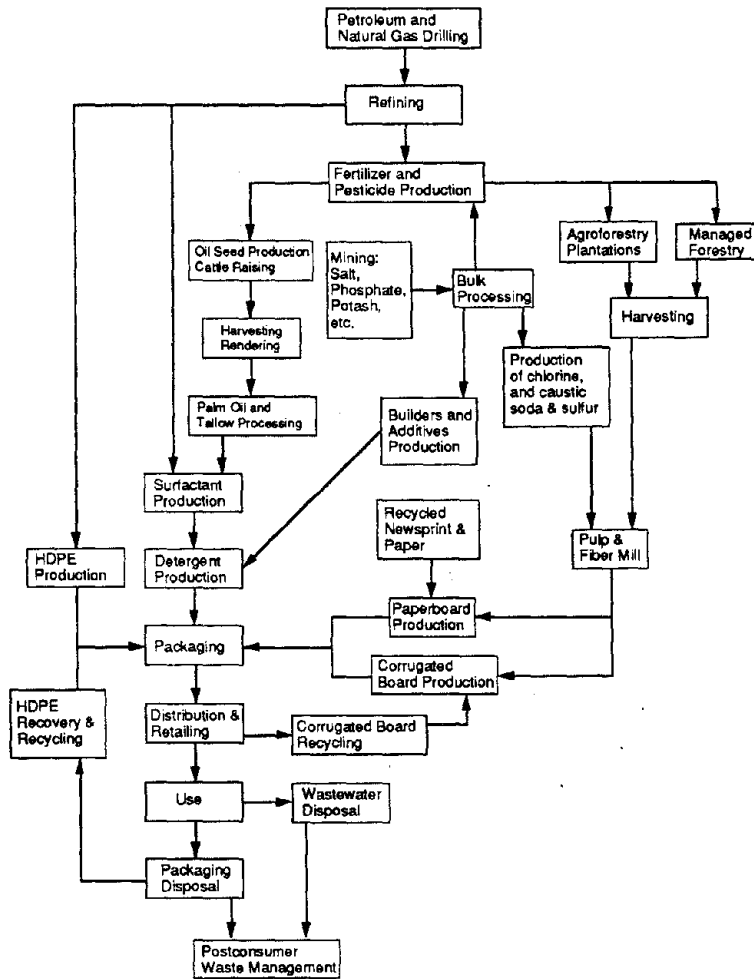 Petroleum and
Natural Gas Drilling
Refining
Fertilizer and
Pesticide Production
Oil Seed Production
Cattle Raising
Mining:
Salt,
Phosphate,
Potash,
etc.
Bulk
Processing
Agroforestry
Plantations
Managed
Forestry
Harvesting
Rendering
Harvesting
Production
of chlorine,
and caustic
soda & sulfur
Palm Oil and
Tallow Processing
Builders and
Additives
Production
Surfactant
Production
Recycled
Newsprint &
Paper
Pulp &
Fiber Mill
HDPE
Production
Detergent
Production
Paperboard
Production
Packaging
Corrugated
Board Production
HDPE
Recovery &
Recycling
Distribution &
Retailing
Corrugated Board
Recycling
Use
Wastewater
Disposal
Packaging
Disposal
Postconsumer
Waste Management